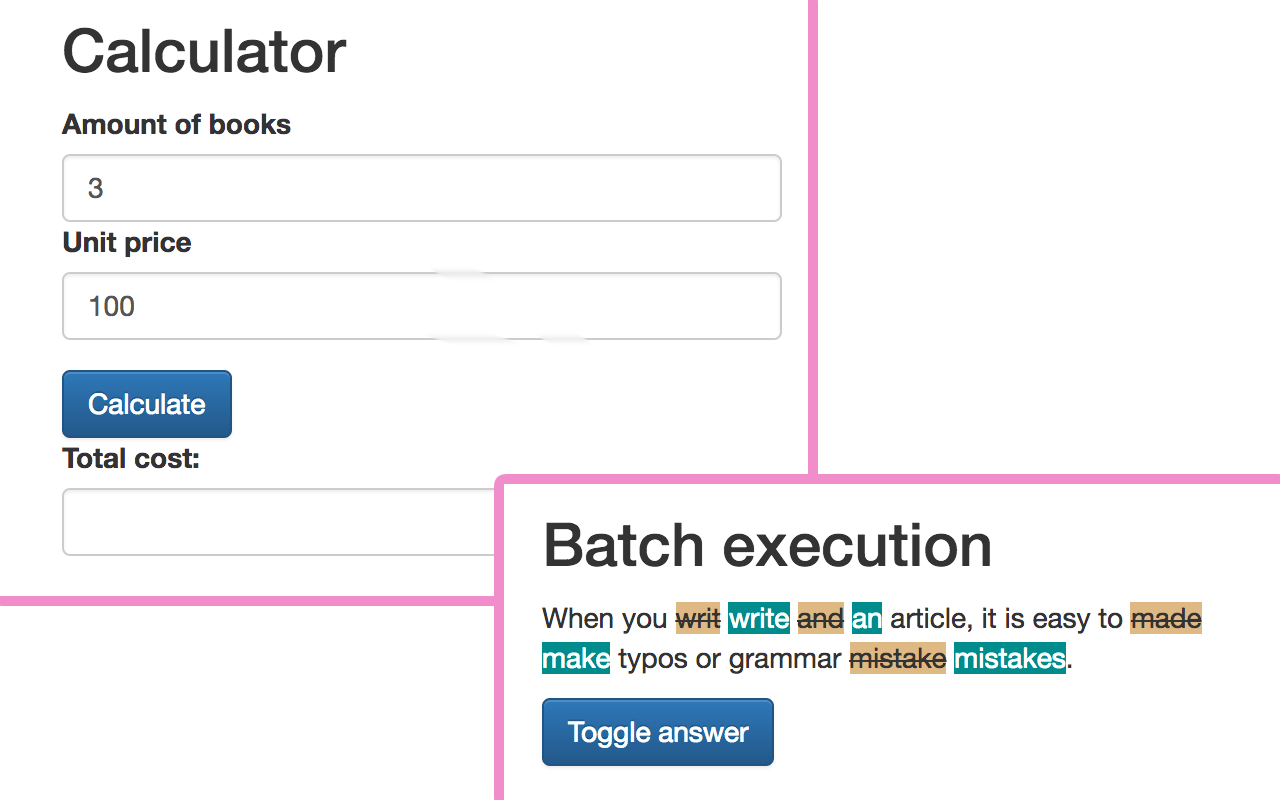 Calculator
Amount of books
3
Unit price
100
Calculate
Total cost:
Batch execution
When you writ write and an article, it is easy to made
make typos or grammar mistake mistakes.
Toggle answer